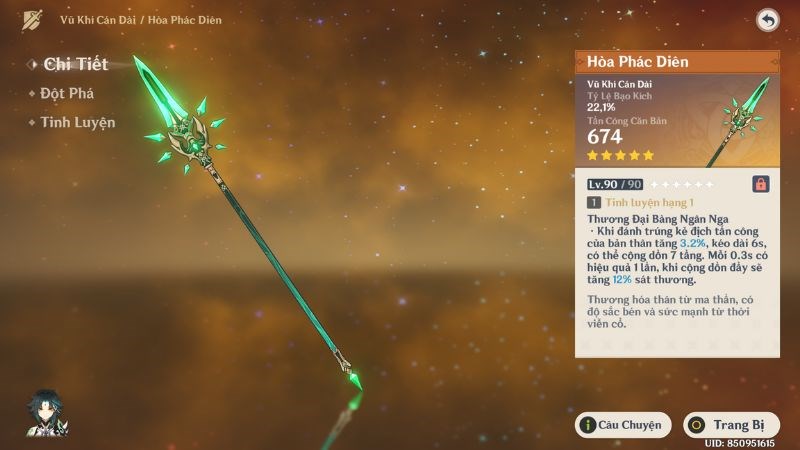 Vũ Khí Cán Dài / Hòa Phác Diên
Chi Tiết
Đột Phá
Tinh Luyện
Hòa Phác Diên
Vũ Khí Cán Dài
Tỷ Lệ Bạo Kích
22,1%
Tấn Công Căn Bản
674
Lv.90 / 90
1 Tinh luyện hạng 1
Thương Đại Bàng Ngân Nga
· Khi đánh trúng kẻ địch tấn công
của bản thân tăng 3.2%, kéo dài 6s,
có thể cộng dồn 7 tầng. Mỗi 0.3s có
hiệu quả 1 lần, khi cộng dồn đầy sẽ
tăng 12% sát thương.
Thương hóa thân từ ma thần, có
độ sắc bén và sức mạnh từ thời
viễn cổ.
Câu Chuyện
Trang Bị
UID: 850951615